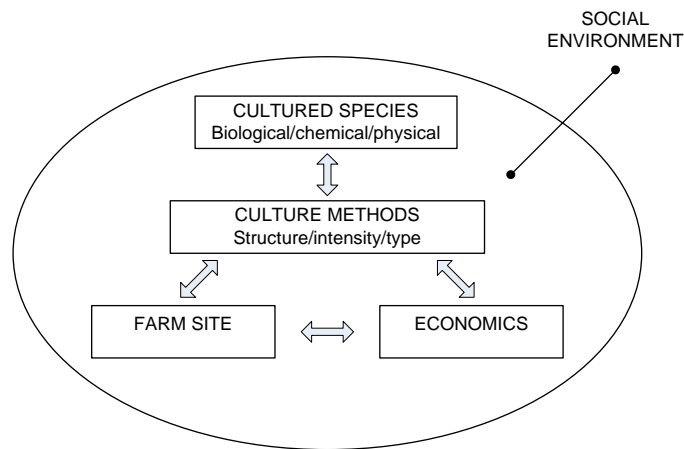 SOCIAL
ENVIRONMENT
CULTURED SPECIES
Biological/chemical/physical
CULTURE METHODS
Structure/intensity/type
FARM SITE
ECONOMICS